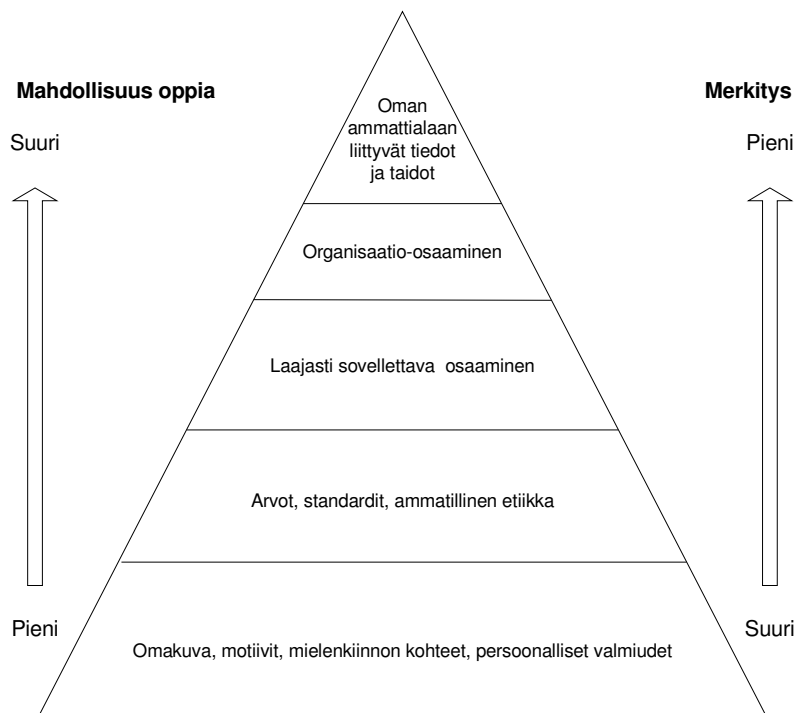 Mahdollisuus oppia
Merkitys
Suuri
Pieni
Oman
ammattialaan
liittyvät tiedot
ja taidot
Organisaatio-osaaminen
Laajasti sovellettava osaaminen
Arvot, standardit, ammatillinen etiikka
Pieni
Suuri
Omakuva, motiivit, mielenkiinnon kohteet, persoonalliset valmiudet